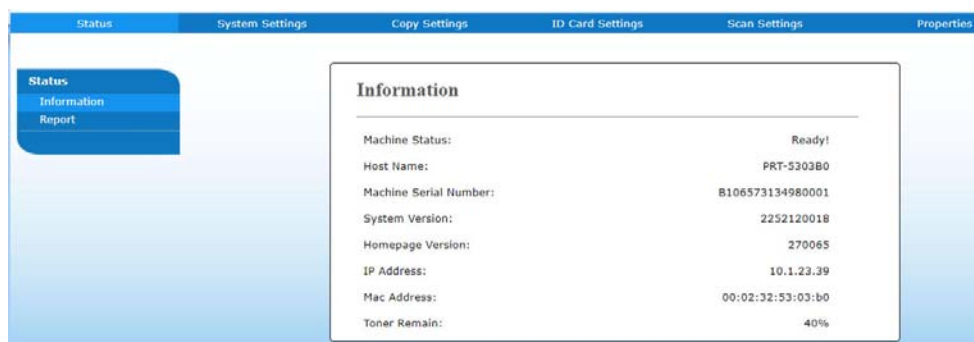 Status System Settings Copy Settings ID Card Settings Scan Settings Properties
Status
Information
Report
Information
Machine Status: Ready!
Host Name: PRT-5303B0
Machine Serial Number: B106573134980001
System Version: 2252120018
Homepage Version: 270065
IP Address: 10.1.23.39
Mac Address: 00:02:32:53:03:b0
Toner Remain: 40%